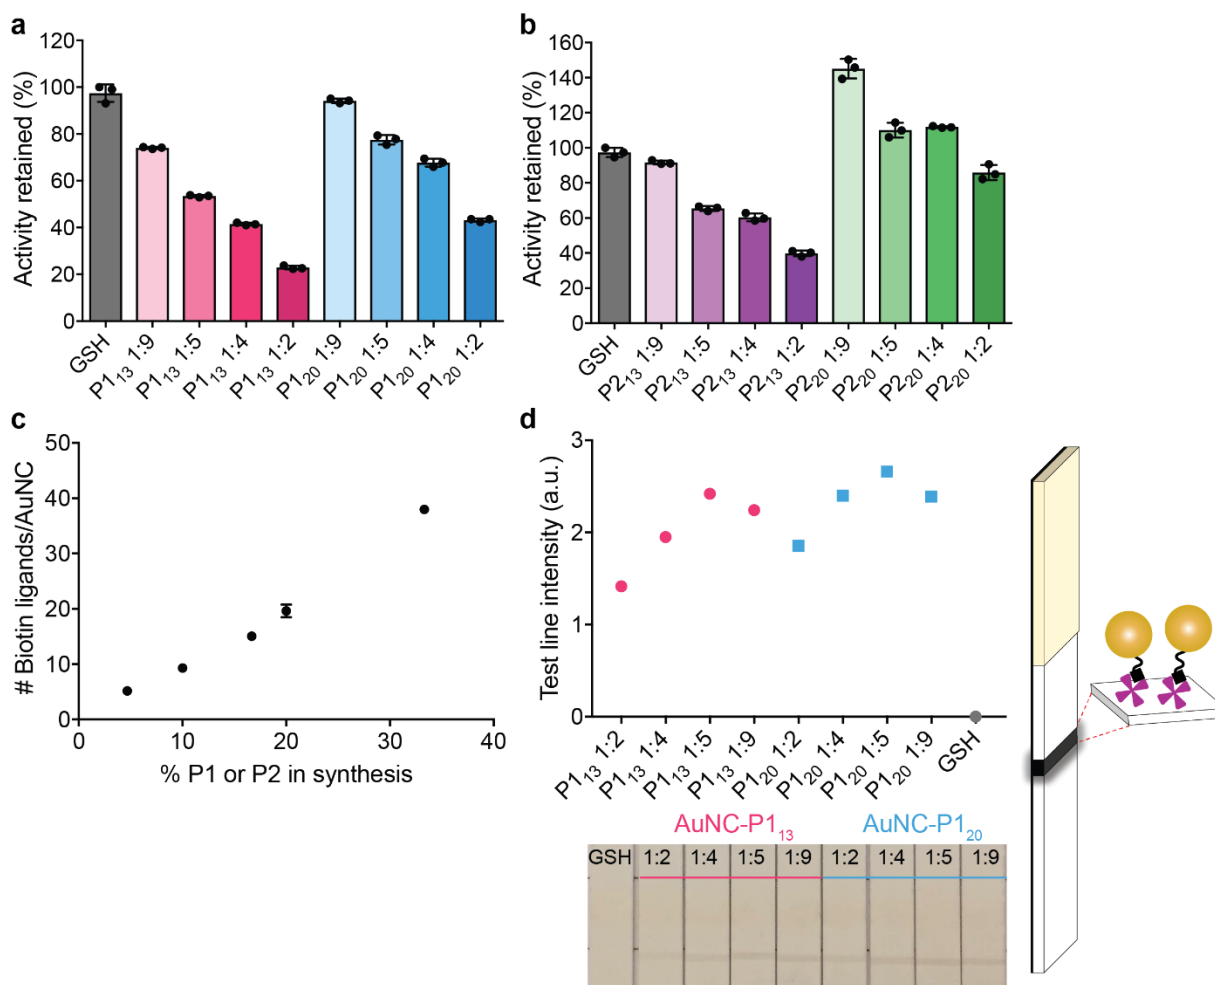 a
120
100
80
60
40
20
0
Activity retained (%)
GSH
P1₁₃ 1:9
P1₁₃ 1:5
P1₁₃ 1:4
P1₁₃ 1:2
P1₂₀ 1:9
P1₂₀ 1:5
P1₂₀ 1:4
P1₂₀ 1:2
b
160
140
120
100
80
60
40
20
0
Activity retained (%)
GSH
P2₁₃ 1:9
P2₁₃ 1:5
P2₁₃ 1:4
P2₁₃ 1:2
P2₂₀ 1:9
P2₂₀ 1:5
P2₂₀ 1:4
P2₂₀ 1:2
c
50
40
30
20
10
0
# Biotin ligands/AuNC
0 10 20 30 40
% P1 or P2 in synthesis
d
3
2
1
0
Test line intensity (a.u.)
P1₁₃ 1:2
P1₁₃ 1:4
P1₁₃ 1:5
P1₁₃ 1:9
P1₂₀ 1:2
P1₂₀ 1:4
P1₂₀ 1:5
P1₂₀ 1:9
GSH
AuNC-P1₁₃ AuNC-P1₂₀
GSH 1:2 1:4 1:5 1:9 1:2 1:4 1:5 1:9